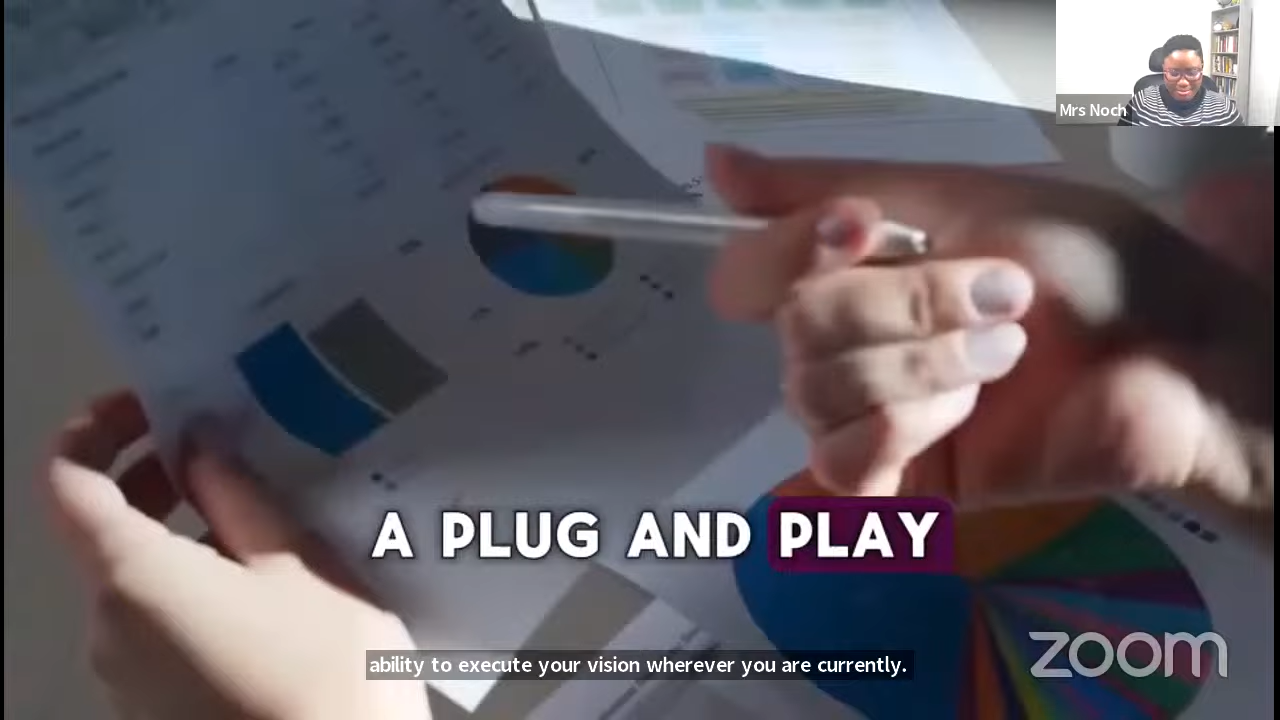 Mrs Noch
A PLUG AND PLAY
ability to execute your vision wherever you are currently.
zoom